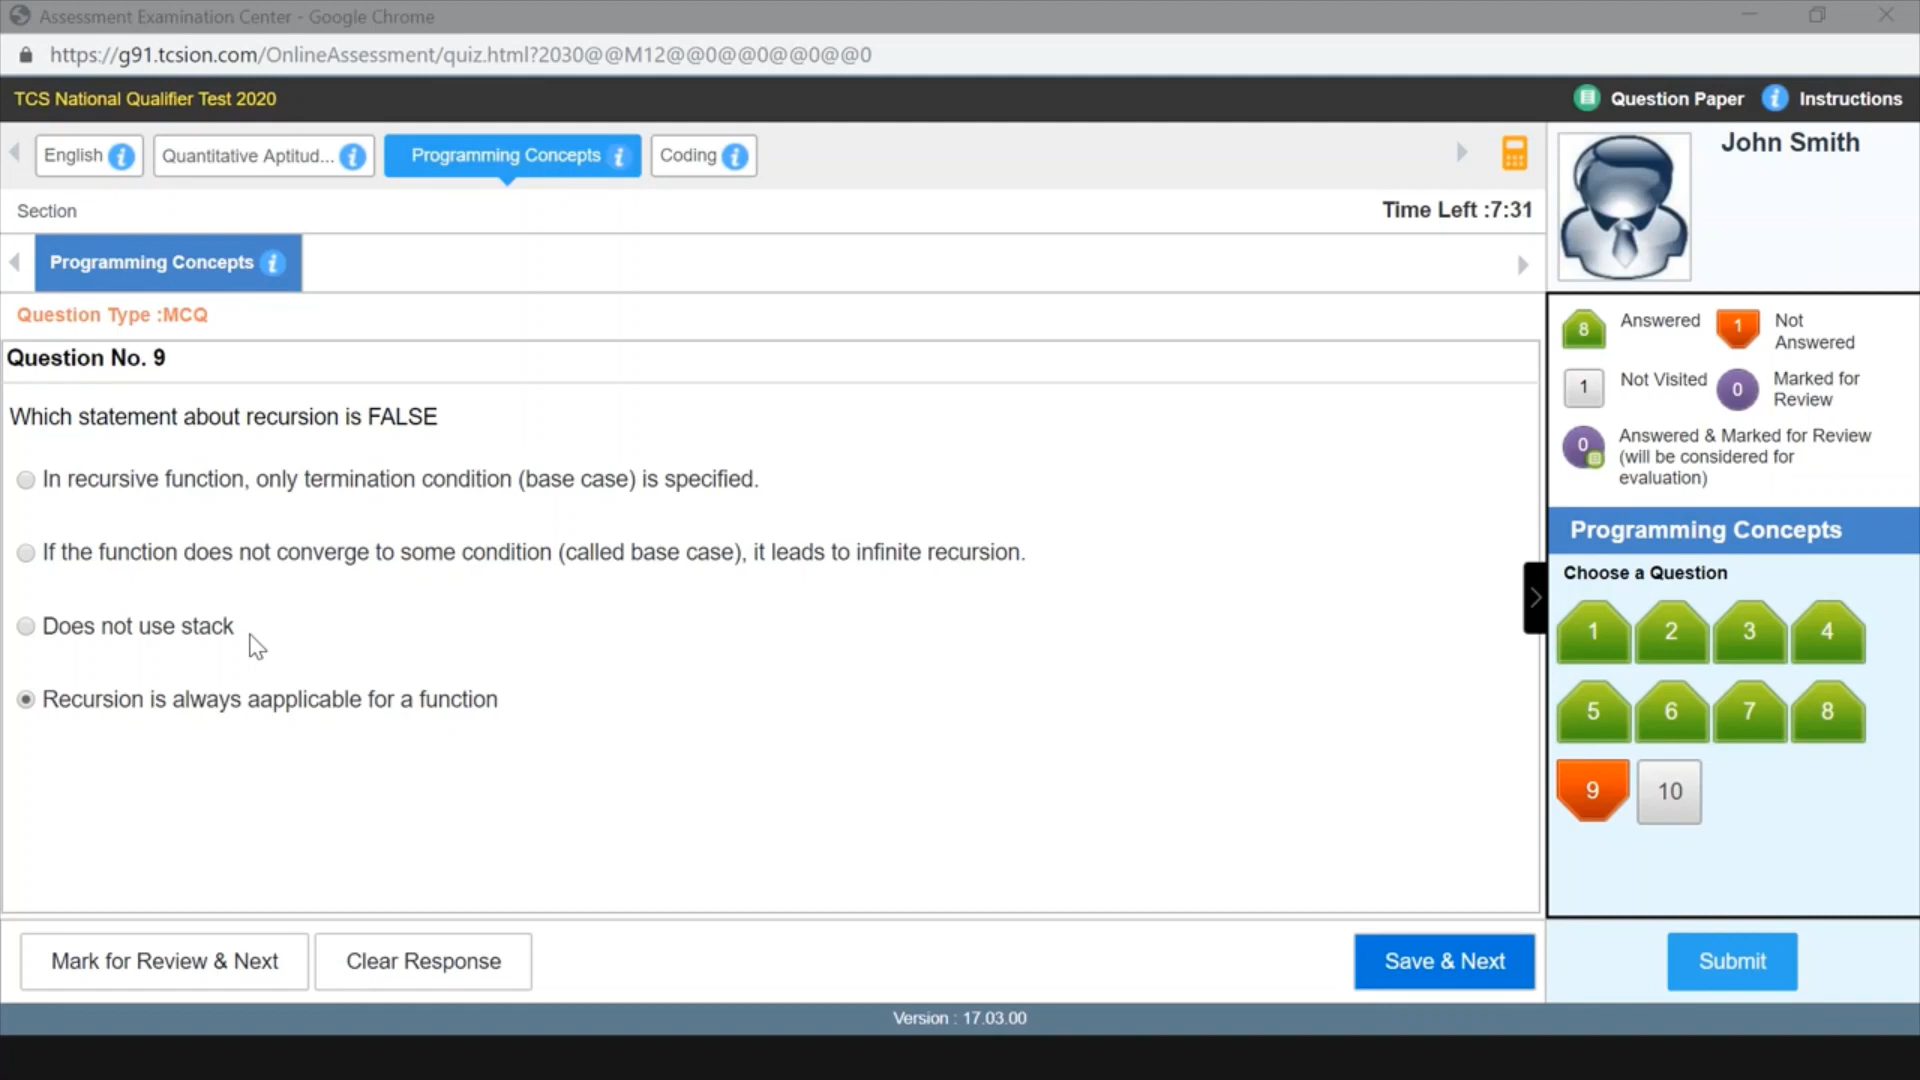 Assessment Examination Center - Google Chrome
https://g91.tcsion.com/OnlineAssessment/quiz.html?2030@@M12@@0@@0@@0@@0
TCS National Qualifier Test 2020
Question Paper
Instructions
English
Quantitative Aptitud...
Programming Concepts
Coding
John Smith
Section
Time Left :7:31
Programming Concepts
Question Type :MCQ
Question No. 9
Which statement about recursion is FALSE
In recursive function, only termination condition (base case) is specified.
If the function does not converge to some condition (called base case), it leads to infinite recursion.
Does not use stack
Recursion is always aapplicable for a function
8 Answered
1 Not Answered
1 Not Visited
0 Marked for Review
0 Answered & Marked for Review
(will be considered for
evaluation)
Programming Concepts
Choose a Question
1 2 3 4
5 6 7 8
9 10
Mark for Review & Next
Clear Response
Save & Next
Submit
Version : 17.03.00